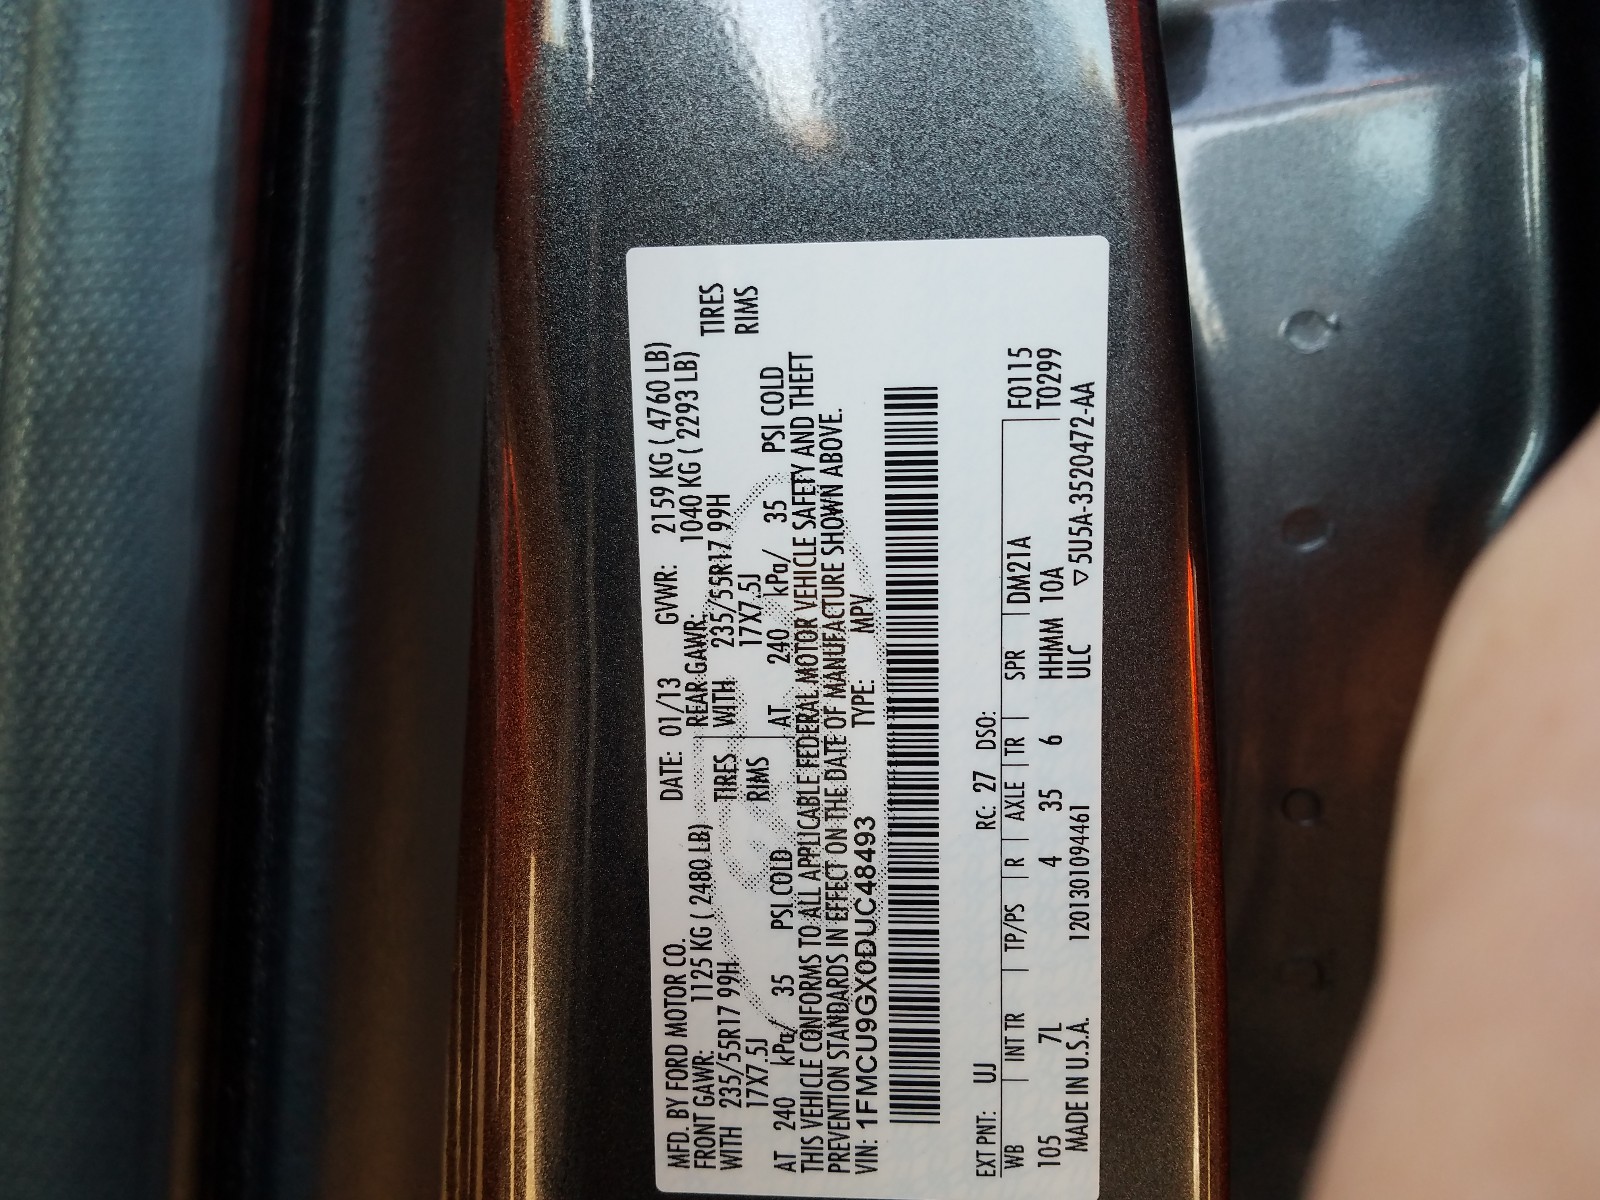 MFD. BY FORD MOTOR CO. DATE: 01/13 GVWR: 2159 KG ( 4760 LB)
FRONT GAWR: 1125 KG ( 2480 LB) REAR GAWR: 1040 KG ( 2293 LB)
WITH 235/55R17 99H TIRES WITH 235/55R17 99H TIRES
17X7.5J RIMS 17X7.5J RIMS
AT 240 kPa/ 35 PSI COLD AT 240 kPa/ 35 PSI COLD
THIS VEHICLE CONFORMS TO ALL APPLICABLE FEDERAL MOTOR VEHICLE SAFETY AND THEFT
PREVENTION STANDARDS IN EFFECT ON THE DATE OF MANUFACTURE SHOWN ABOVE.
VIN: 1FMCU9GX0DUC48493 TYPE: MPV
EXT PNT: UJ RC: 27 DSO:
WB INT TR TP/PS R AXLE TR SPR DM21A F0115
105 7L 4 35 6 HHMM 10A T0299
MADE IN U.S.A. 1201301094461 ULC ▽5U5A-3520472-AA